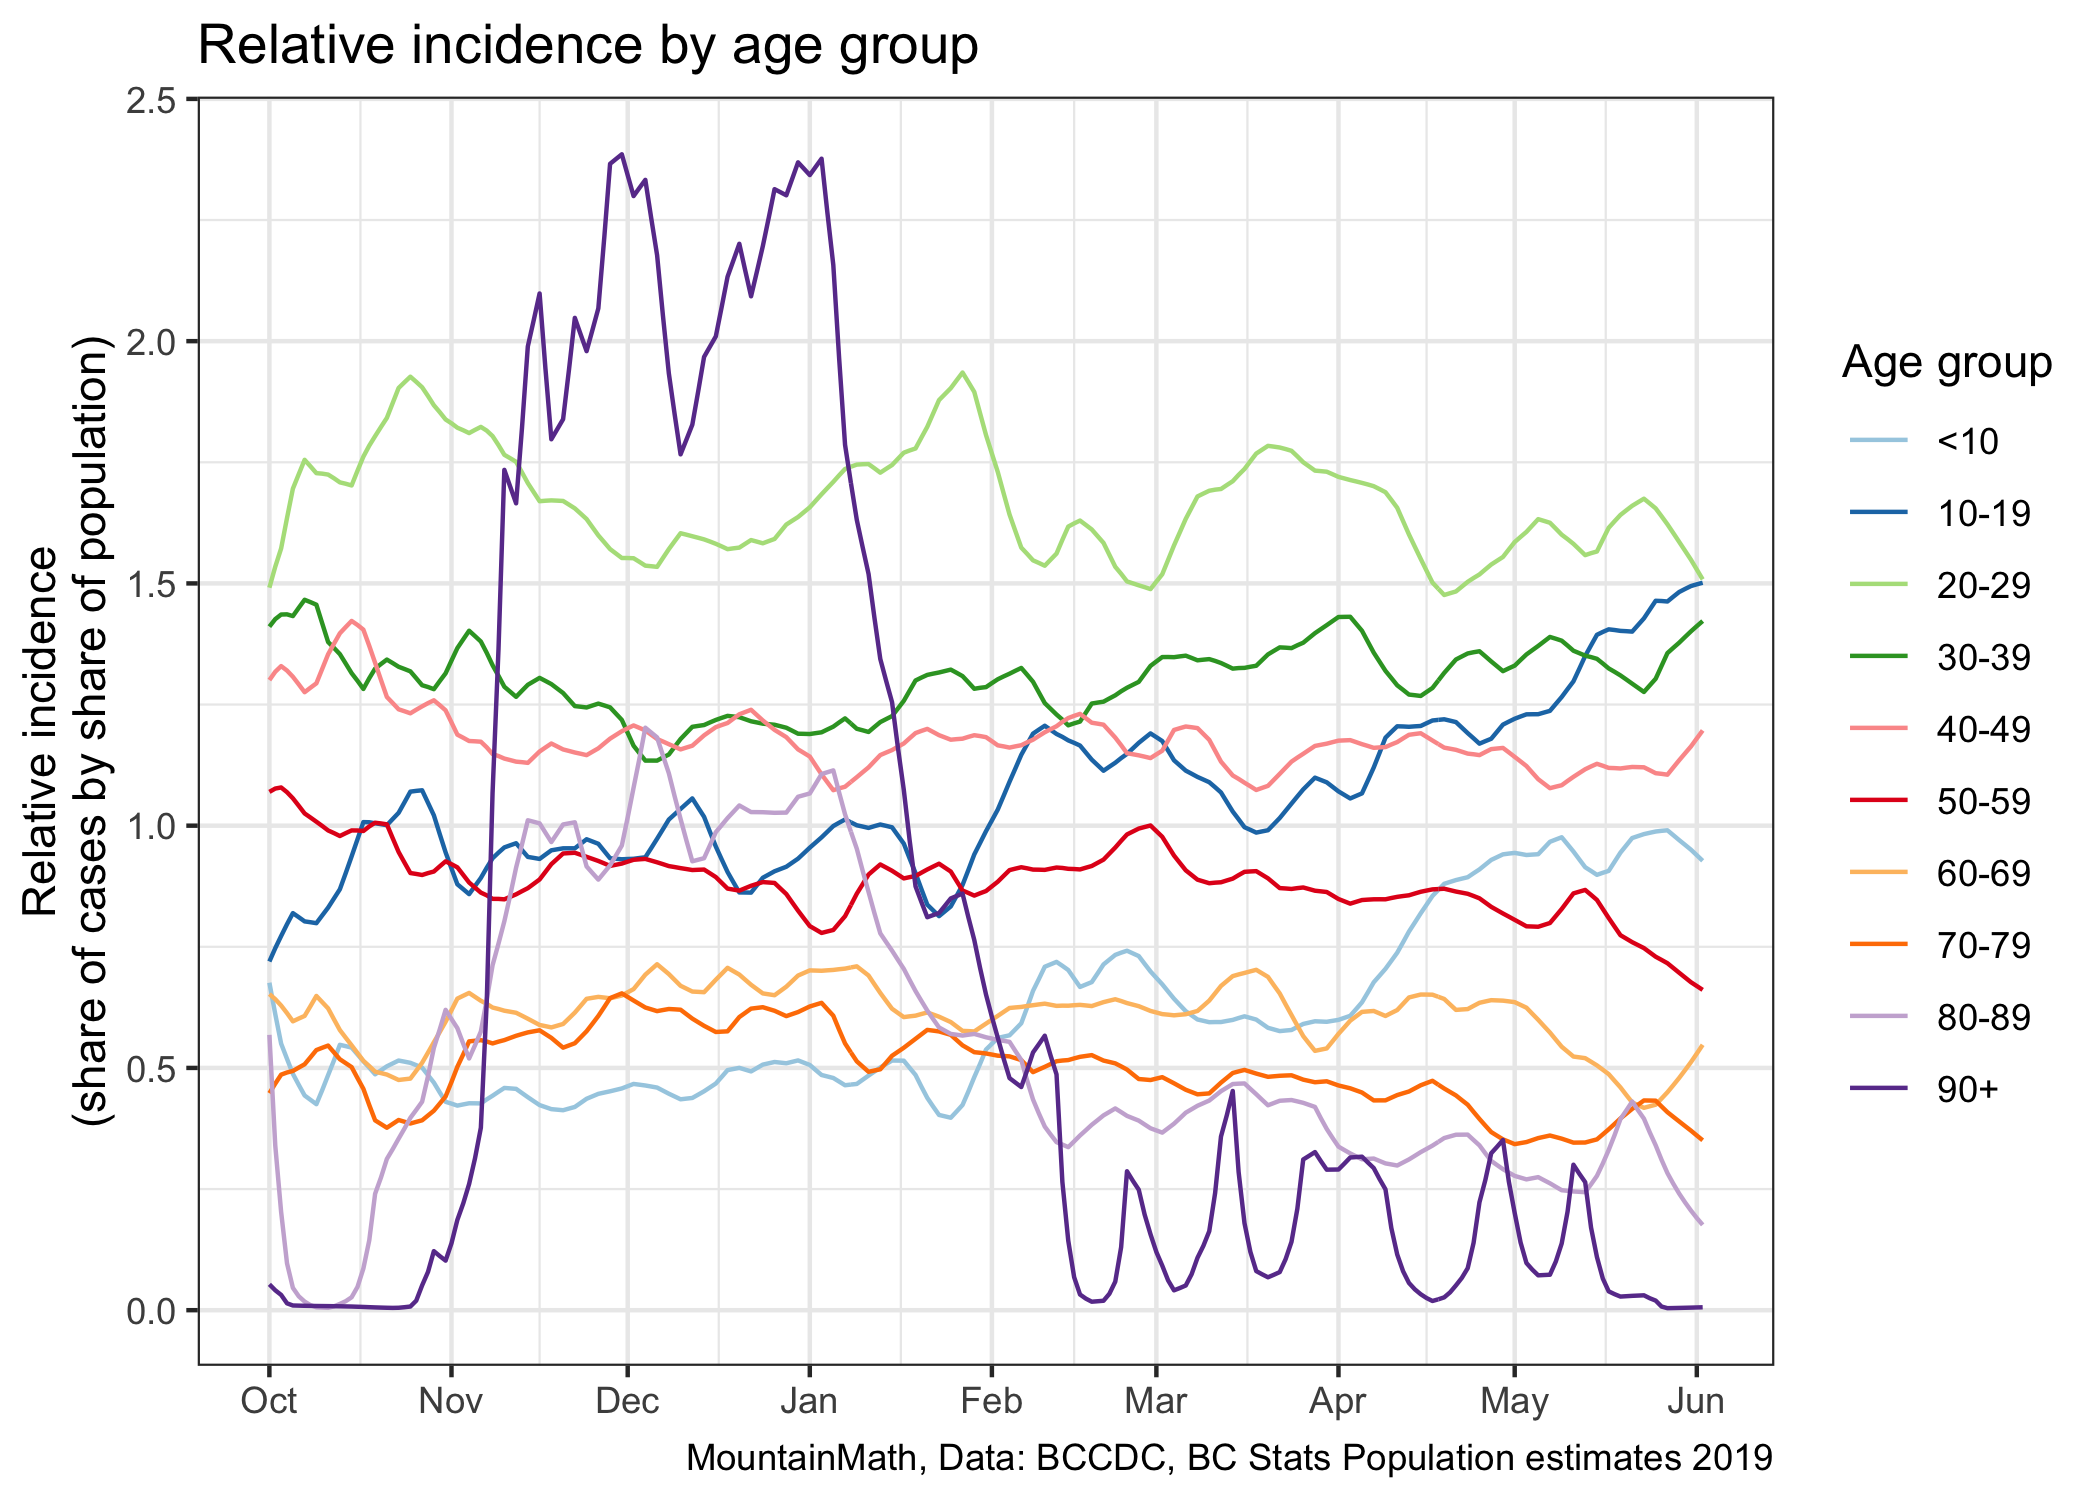 Relative incidence by age group
Relative incidence
(share of cases by share of population)
2.5
2.0
1.5
1.0
0.5
0.0
Oct Nov Dec Jan Feb Mar Apr May Jun
Age group
<10
10-19
20-29
30-39
40-49
50-59
60-69
70-79
80-89
90+
MountainMath, Data: BCCDC, BC Stats Population estimates 2019